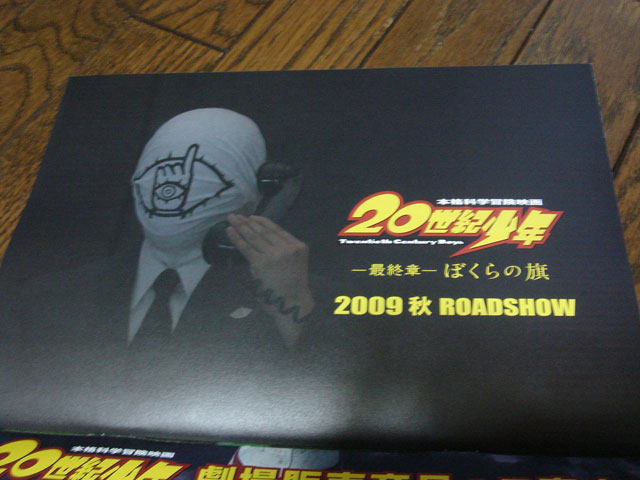 本格科学冒険映画
20世紀少年
Twentieth Century Boys
―最終章― ぼくらの旗
2009 秋 ROADSHOW
本格科学冒険映画
20世紀少年
劇場販売商品